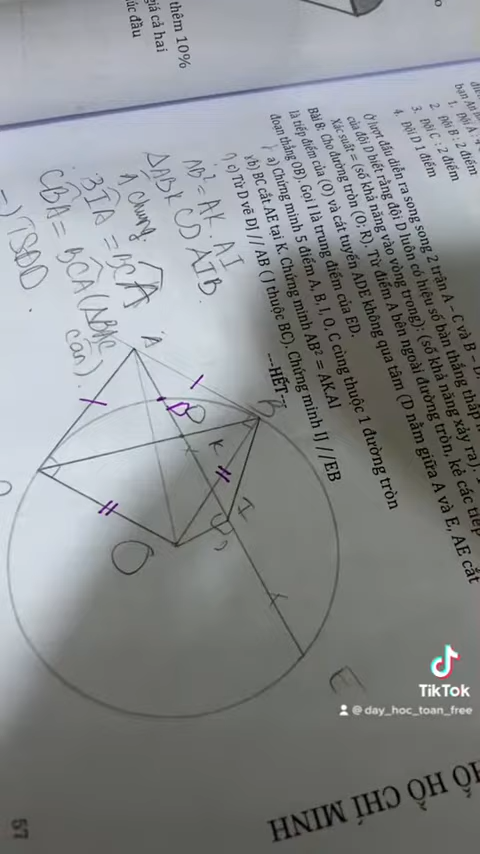 thêm 10%
giá cả hai
lúc đầu
1. Đội A : 4
2. Đội B : 2 điểm
3. Đội C : 2 điểm
4. Đội D 1 điểm
Ở lượt đấu diễn ra song song 2 trận A – C và B – D.
của đội D biết rằng đội D luôn có hiệu số bàn thắng thấp
Xác suất = (số khả năng vào vòng trong): (số khả năng xảy ra).
Bài 8: Cho đường tròn (O; R). Từ điểm A bên ngoài đường tròn, kẻ các tiếp
là tiếp điểm của (O) và cát tuyến ADE không qua tâm (D nằm giữa A và E, AE cắt
đoạn thẳng OB). Gọi I là trung điểm của ED.
a) Chứng minh 5 điểm A, B, I, O, C cùng thuộc 1 đường tròn
b) BC cắt AE tại K. Chứng minh AB² = AK.AI
c) Từ D vẽ DJ // AB (J thuộc BC). Chứng minh IJ //EB
---HẾT---
AB² = AK. AI
ΔABK ∽ AIB.
A chung.
BIA = BCA
CBA = BCA (ΔABC
cân).
=) TSDD.
A
D
B
K
I
O
E
TikTok
@day_hoc_toan_free
HỒ CHÍ MINH
57